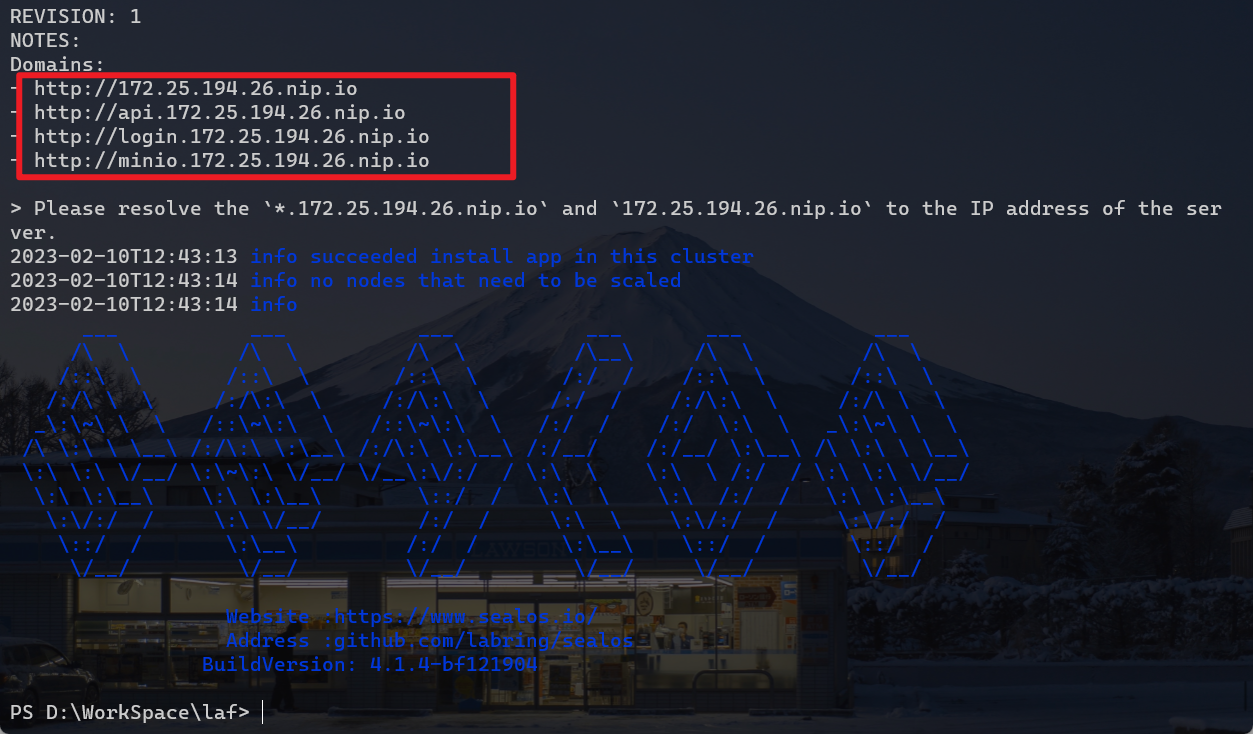 REVISION: 1
NOTES:
Domains:
- http://172.25.194.26.nip.io
- http://api.172.25.194.26.nip.io
- http://login.172.25.194.26.nip.io
- http://minio.172.25.194.26.nip.io
> Please resolve the `*.172.25.194.26.nip.io` and `172.25.194.26.nip.io` to the IP address of the ser
ver.
2023-02-10T12:43:13 info succeeded install app in this cluster
2023-02-10T12:43:14 info no nodes that need to be scaled
2023-02-10T12:43:14 info
Website :https://www.sealos.io/
Address :github.com/labring/sealos
BuildVersion: 4.1.4-bf121904
PS D:\WorkSpace\laf>